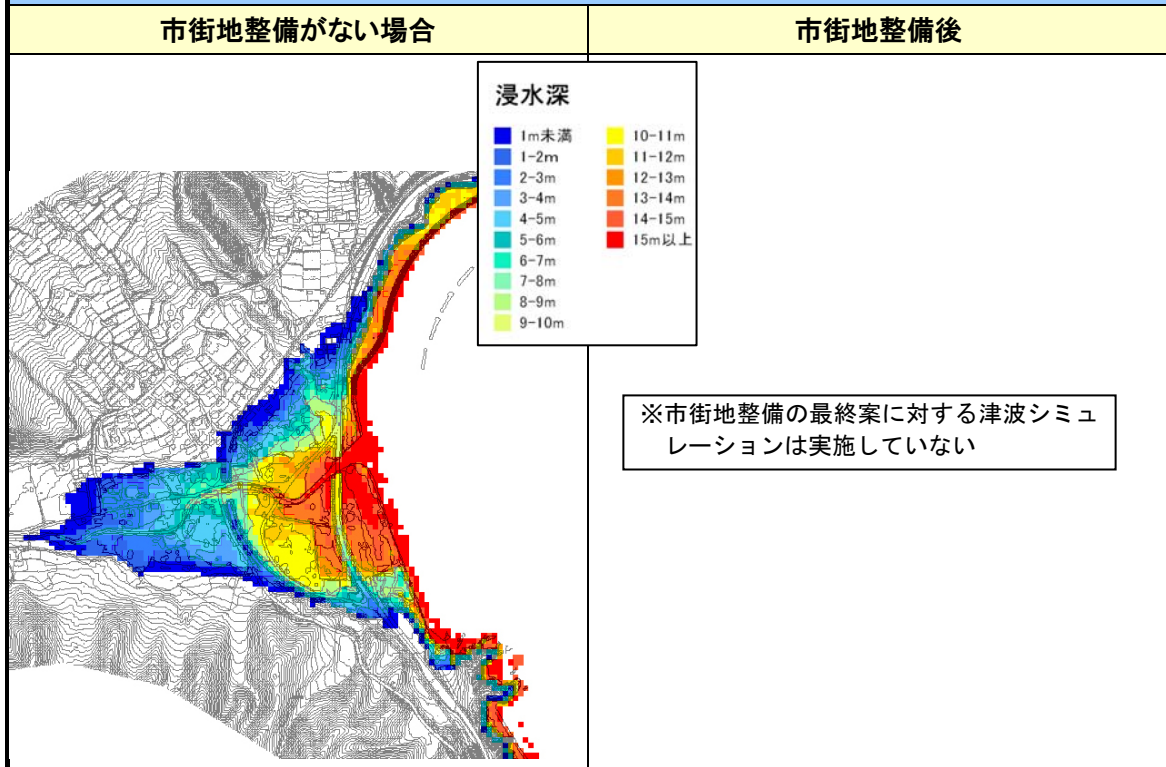 市街地整備がない場合
市街地整備後
浸水深
1m未満
1-2m
2-3m
3-4m
4-5m
5-6m
6-7m
7-8m
8-9m
9-10m
10-11m
11-12m
12-13m
13-14m
14-15m
15m以上
※市街地整備の最終案に対する津波シミュ
レーションは実施していない